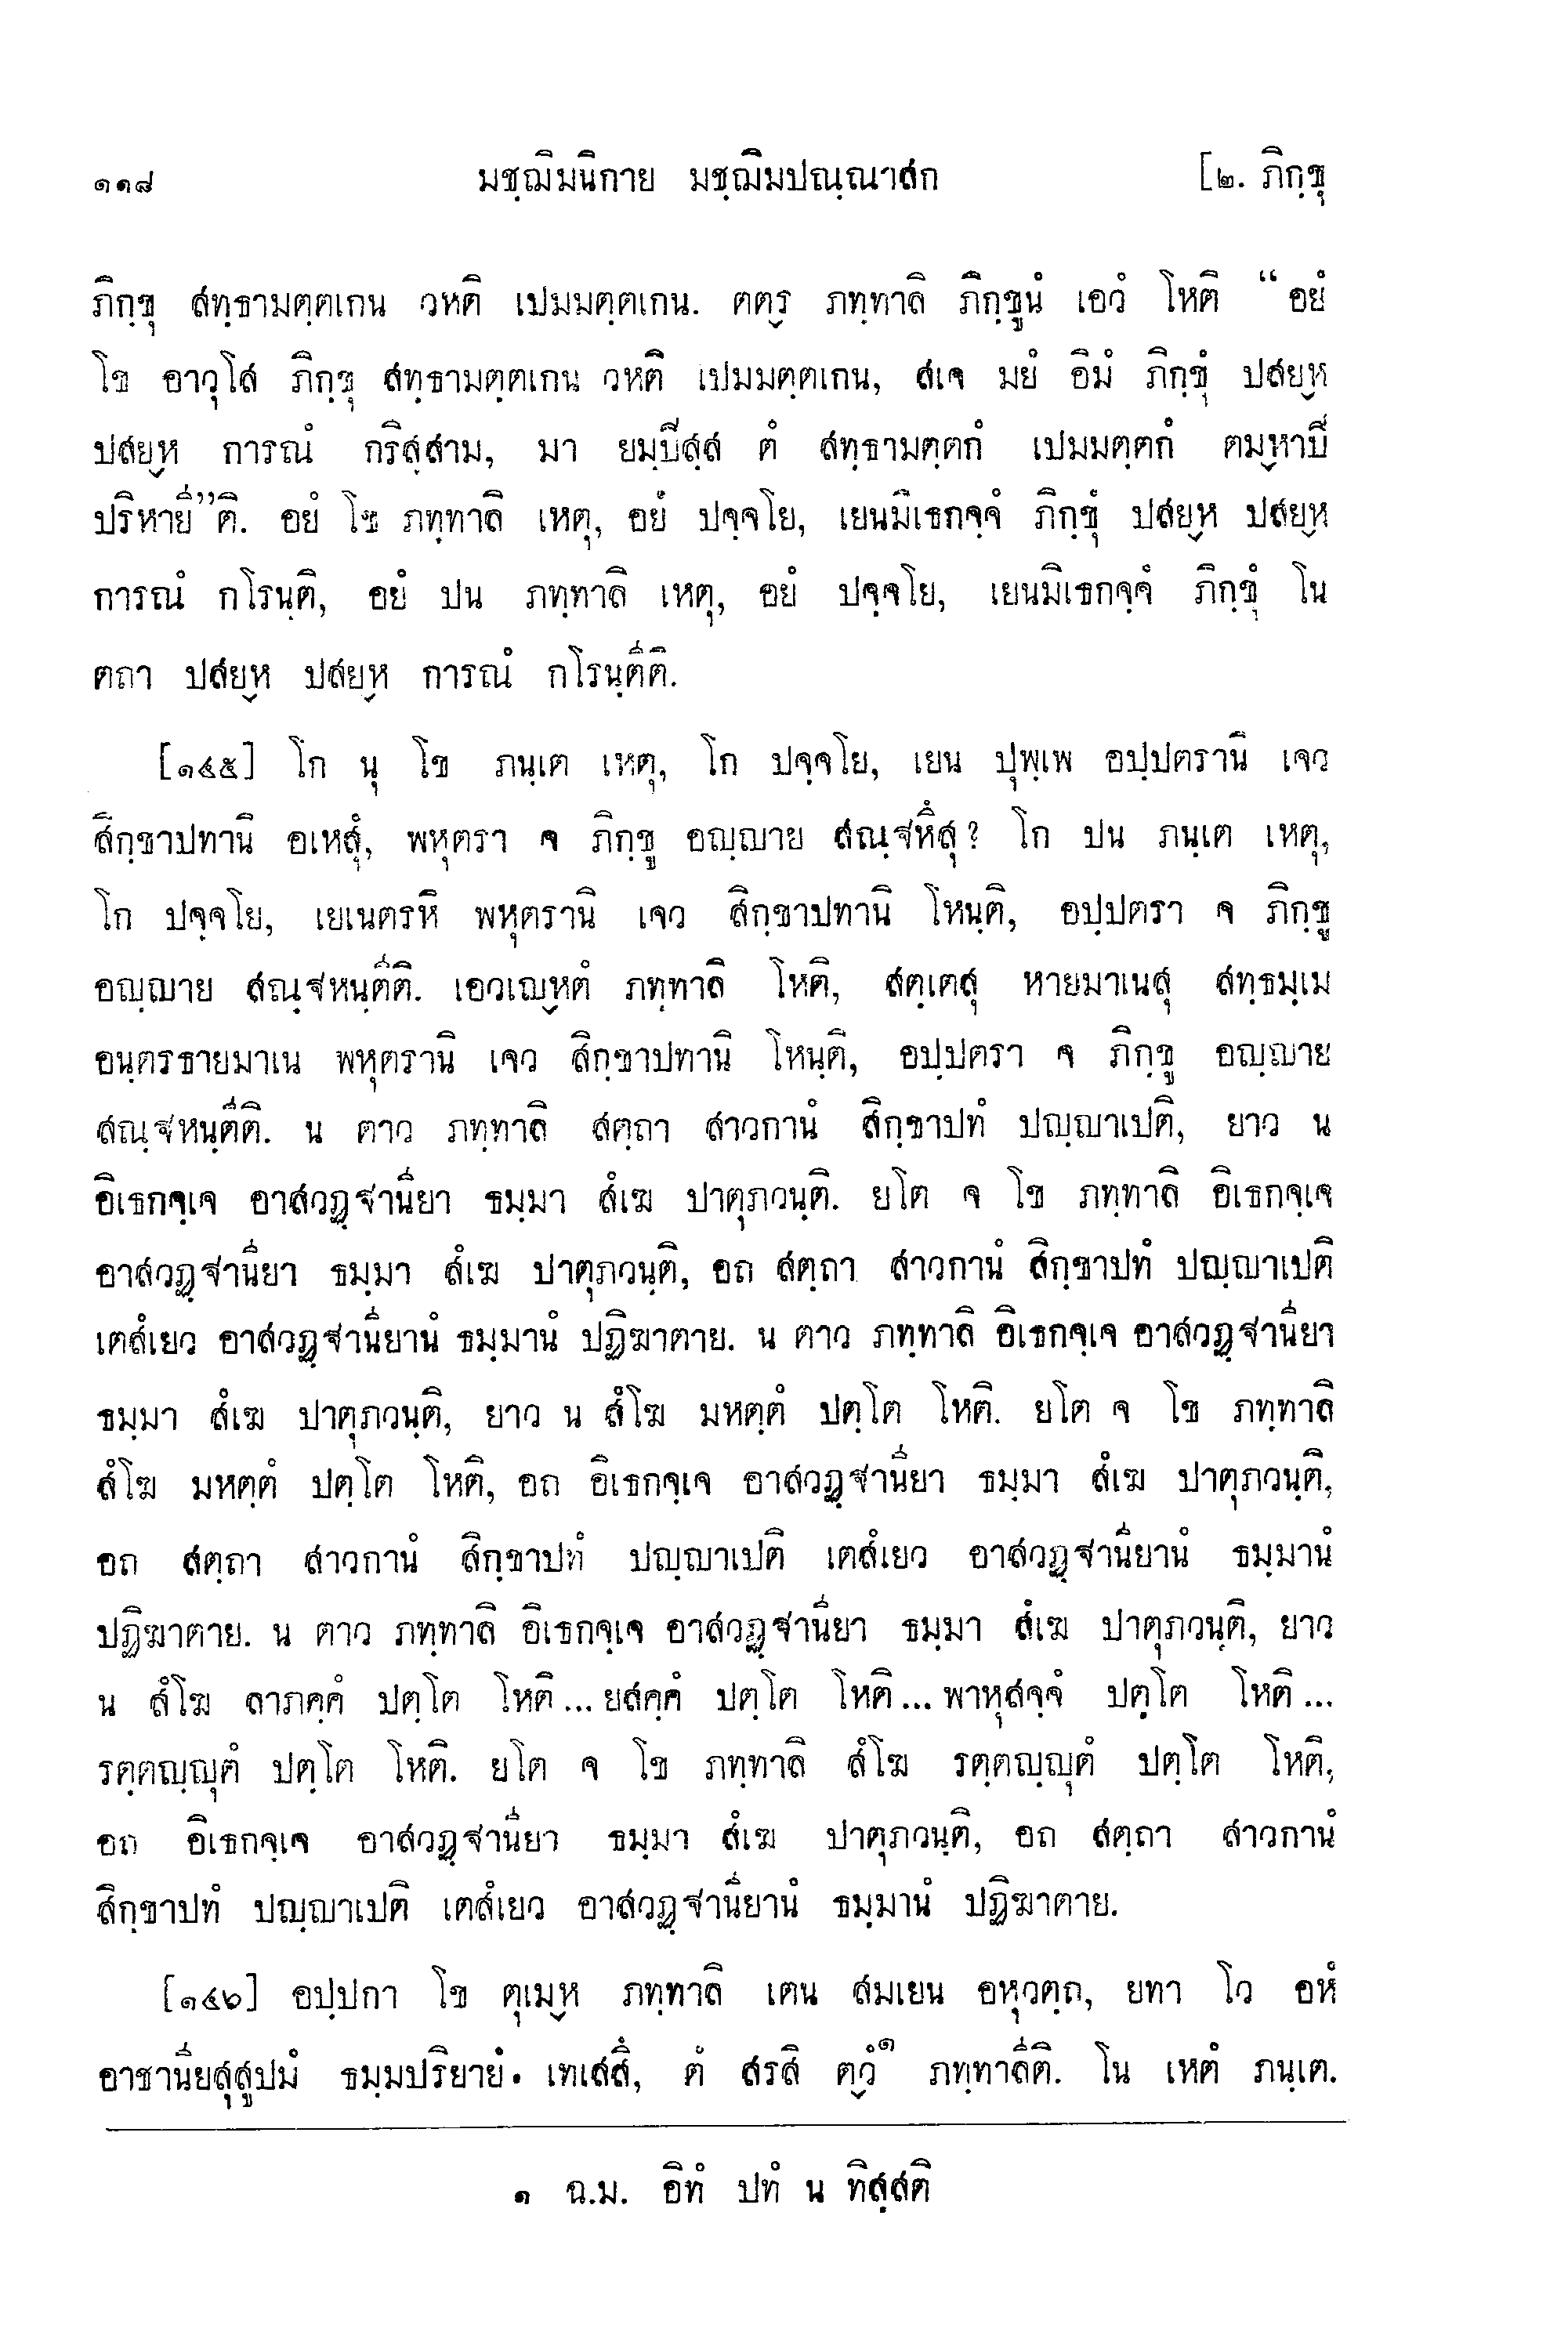 ๑๑๘ มชฺฌิมนิกาย มชฺฌิมปณฺณาสก [๒. ภิกฺขุ
ภิกฺขุ สทฺธามตฺตเกน วหติ เปมมตฺตเกน. ตตฺร ภทฺทาลิ ภิกฺขูนํ เอวํ โหติ “อยํ
โข อาวุโส ภิกฺขุ สทฺธามตฺตเกน วหติ เปมมตฺตเกน, สเจ มยํ อิมํ ภิกฺขุํ ปสยฺห
ปสยฺห การณํ กริสฺสาม, มา ยมฺปีสฺส ตํ สทฺธามตฺตกํ เปมมตฺตกํ ตมฺหาปิ
ปริหายี”ติ. อยํ โข ภทฺทาลิ เหตุ, อยํ ปจฺจโย, เยนมิเธกจฺจํ ภิกฺขุํ ปสยฺห ปสยฺห
การณํ กโรนฺติ, อยํ ปน ภทฺทาลิ เหตุ, อยํ ปจฺจโย, เยนมิเธกจฺจํ ภิกฺขุํ โน
ตถา ปสยฺห ปสยฺห การณํ กโรนฺตีติ.
[๑๔๕] โก นุ โข ภนฺเต เหตุ, โก ปจฺจโย, เยน ปุพฺเพ อปฺปตรานิ เจว
สิกฺขาปทานิ อเหสุํ, พหุตรา จ ภิกฺขู อญฺญาย สณฺฐหึสุ? โก ปน ภนฺเต เหตุ,
โก ปจฺจโย, เยเนตรหิ พหุตรานิ เจว สิกฺขาปทานิ โหนฺติ, อปฺปตรา จ ภิกฺขู
อญฺญาย สณฺฐหนฺตีติ. เอวเญฺหตํ ภทฺทาลิ โหติ, สตฺเตสุ หายมาเนสุ สทฺธมฺเม
อนฺตรธายมาเน พหุตรานิ เจว สิกฺขาปทานิ โหนฺติ, อปฺปตรา จ ภิกฺขู อญฺญาย
สณฺฐหนฺตีติ. น ตาว ภทฺทาลิ สตฺถา สาวกานํ สิกฺขาปทํ ปญฺญาเปติ, ยาว น
อิเธกจฺเจ อาสวฏฺฐานียา ธมฺมา สํเฆ ปาตุภวนฺติ. ยโต จ โข ภทฺทาลิ อิเธกจฺเจ
อาสวฏฺฐานียา ธมฺมา สํเฆ ปาตุภวนฺติ, อถ สตฺถา สาวกานํ สิกฺขาปทํ ปญฺญาเปติ
เตสํเยว อาสวฏฺฐานียานํ ธมฺมานํ ปฏิฆาตาย. น ตาว ภทฺทาลิ อิเธกจฺเจ อาสวฏฺฐานียา
ธมฺมา สํเฆ ปาตุภวนฺติ, ยาว น สํโฆ มหตฺตํ ปตฺโต โหติ. ยโต จ โข ภทฺทาลิ
สํโฆ มหตฺตํ ปตฺโต โหติ, อถ อิเธกจฺเจ อาสวฏฺฐานียา ธมฺมา สํเฆ ปาตุภวนฺติ,
อถ สตฺถา สาวกานํ สิกฺขาปทํ ปญฺญาเปติ เตสํเยว อาสวฏฺฐานียานํ ธมฺมานํ
ปฏิฆาตาย. น ตาว ภทฺทาลิ อิเธกจฺเจ อาสวฏฺฐานียา ธมฺมา สํเฆ ปาตุภวนฺติ, ยาว
น สํโฆ ลาภคฺคํ ปตฺโต โหติ... ยสคฺคํ ปตฺโต โหติ... พาหุสจฺจํ ปตฺโต โหติ...
รตฺตญฺญุตํ ปตฺโต โหติ. ยโต จ โข ภทฺทาลิ สํโฆ รตฺตญฺญุตํ ปตฺโต โหติ,
อถ อิเธกจฺเจ อาสวฏฺฐานียา ธมฺมา สํเฆ ปาตุภวนฺติ, อถ สตฺถา สาวกานํ
สิกฺขาปทํ ปญฺญาเปติ เตสํเยว อาสวฏฺฐานียานํ ธมฺมานํ ปฏิฆาตาย.
[๑๔๖] อปฺปกา โข ตุเมฺห ภทฺทาลิ เตน สมเยน อหุวตฺถ, ยทา โว อหํ
อาชานียสุสูปมํ ธมฺมปริยายํ. เทเสสึ, ตํ สรสิ ตฺวํ๑ ภทฺทาลีติ. โน เหตํ ภนฺเต.
๑ ฉ.ม. อิทํ ปทํ น ทิสฺสติ